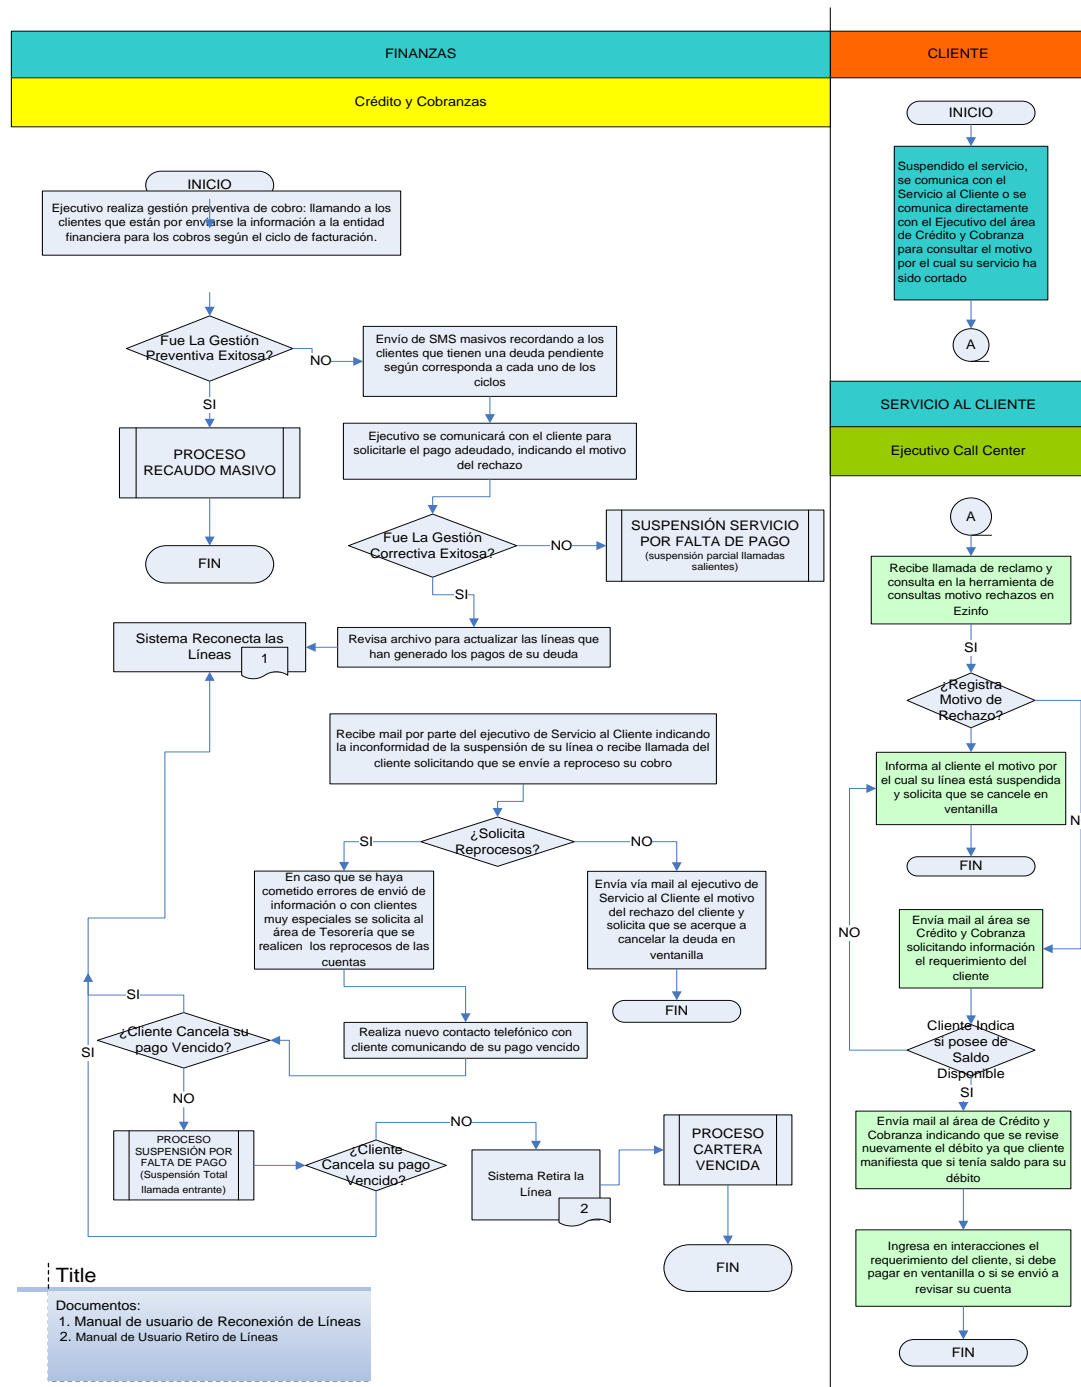 FINANZAS
Crédito y Cobranzas
INICIO
Ejecutivo realiza gestión preventiva de cobro: llamando a los
clientes que están por enviarse la información a la entidad
financiera para los cobros según el ciclo de facturación.
Fue La Gestión
Preventiva Exitosa?
NO
SI
Envío de SMS masivos recordando a los
clientes que tienen una deuda pendiente
según corresponda a cada uno de los
ciclos
PROCESO
RECAUDO MASIVO
FIN
Ejecutivo se comunicará con el cliente para
solicitarle el pago adeudado, indicando el motivo
del rechazo
Fue La Gestión
Correctiva Exitosa?
NO
SI
SUSPENSIÓN SERVICIO
POR FALTA DE PAGO
(suspensión parcial llamadas
salientes)
Revisa archivo para actualizar las líneas que
han generado los pagos de su deuda
Sistema Reconecta las
Líneas
1
Recibe mail por parte del ejecutivo de Servicio al Cliente indicando
la inconformidad de la suspensión de su línea o recibe llamada del
cliente solicitando que se envíe a reproceso su cobro
¿Solicita
Reprocesos?
SI
NO
En caso que se haya
cometido errores de envió de
información o con clientes
muy especiales se solicita al
área de Tesorería que se
realicen los reprocesos de las
cuentas
Envía vía mail al ejecutivo de
Servicio al Cliente el motivo
del rechazo del cliente y
solicita que se acerque a
cancelar la deuda en
ventanilla
FIN
Realiza nuevo contacto telefónico con
cliente comunicando de su pago vencido
¿Cliente Cancela su
pago Vencido?
SI
SI
NO
PROCESO
SUSPENSIÓN POR
FALTA DE PAGO
(Suspensión Total
llamada entrante)
¿Cliente
Cancela su pago
Vencido?
NO
Sistema Retira la
Línea
2
PROCESO
CARTERA
VENCIDA
FIN
Title
Documentos:
1. Manual de usuario de Reconexión de Líneas
2. Manual de Usuario Retiro de Líneas
CLIENTE
INICIO
Suspendido el servicio,
se comunica con el
Servicio al Cliente o se
comunica directamente
con el Ejecutivo del área
de Crédito y Cobranza
para consultar el motivo
por el cual su servicio ha
sido cortado
A
SERVICIO AL CLIENTE
Ejecutivo Call Center
A
Recibe llamada de reclamo y
consulta en la herramienta de
consultas motivo rechazos en
Ezinfo
SI
¿Registra
Motivo de
Rechazo?
Informa al cliente el motivo por
el cual su línea está suspendida
y solicita que se cancele en
ventanilla
N
FIN
Envía mail al área se
Crédito y Cobranza
solicitando información
el requerimiento del
cliente
NO
Cliente Indica
si posee de
Saldo
Disponible
SI
Envía mail al área de Crédito y
Cobranza indicando que se revise
nuevamente el débito ya que cliente
manifiesta que si tenía saldo para su
débito
Ingresa en interacciones el
requerimiento del cliente, si debe
pagar en ventanilla o si se envió a
revisar su cuenta
FIN